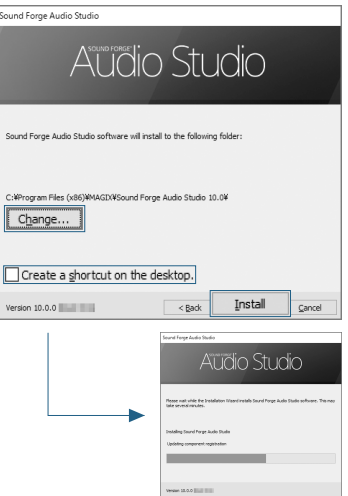 Sound Forge Audio Studio
SOUND FORGE™
Audio Studio
Sound Forge Audio Studio software will install to the following folder:
C:¥Program Files (x86)¥MAGIX¥Sound Forge Audio Studio 10.0¥
Change...
Create a shortcut on the desktop.
Version 10.0.0
< Back
Install
Cancel
Sound Forge Audio Studio
SOUND FORGE™
Audio Studio
Please wait while the Installation Wizard installs Sound Forge Audio Studio software. This may
take several minutes.
Installing Sound Forge Audio Studio
Updating component registration
Version 10.0.0